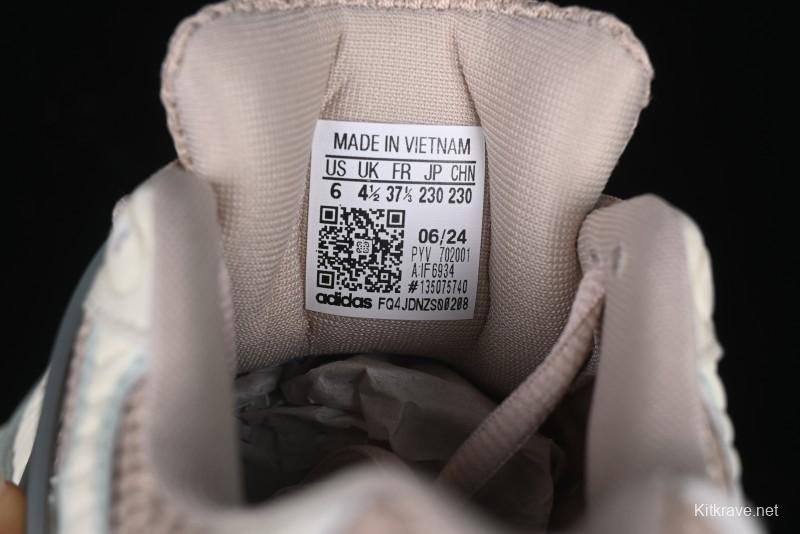 MADE IN VIETNAM
US UK FR JP CHN
6 4½ 37⅓ 230 230
06/24
PYV 702001
A:IF6934
#135075740
adidas FQ4JDNZS00208
Kitkrave.net